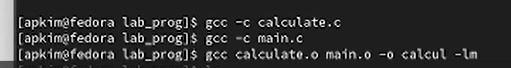 [apkim@fedora lab_prog]$ gcc -c calculate.c
[apkim@fedora lab_prog]$ gcc -c main.c
[apkim@fedora lab_prog]$ gcc calculate.o main.o -o calcul -lm